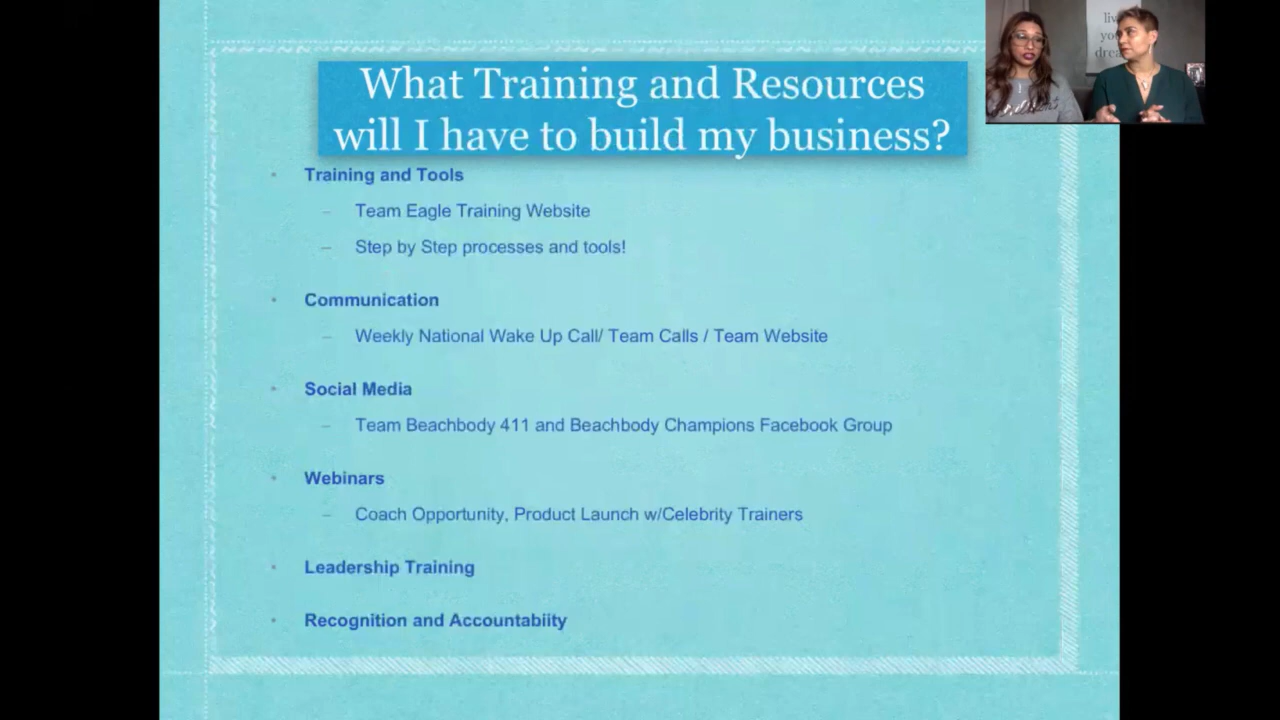 What Training and Resources
will I have to build my business?
Training and Tools
Team Eagle Training Website
Step by Step processes and tools!
Communication
Weekly National Wake Up Call/ Team Calls / Team Website
Social Media
Team Beachbody 411 and Beachbody Champions Facebook Group
Webinars
Coach Opportunity, Product Launch w/Celebrity Trainers
Leadership Training
Recognition and Accountabiity